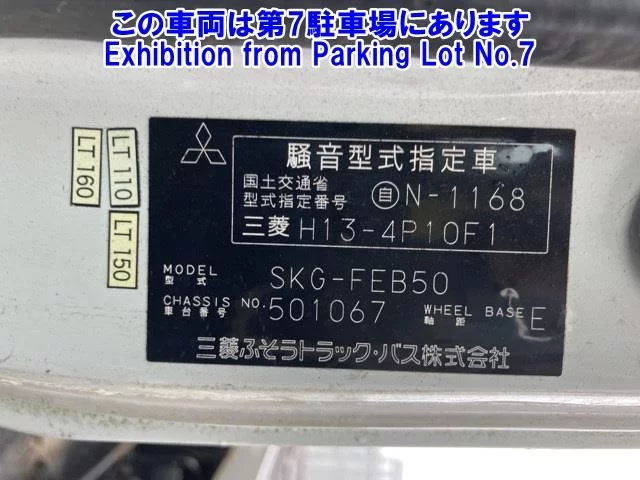 この車両は第7駐車場にあります
Exhibition from Parking Lot No.7
騒音型式指定車
国土交通省
型式指定番号 自 N-1168
三菱 H13-4P10F1
LT 160
LT 110
LT 150
MODEL
型式 SKG-FEB50
CHASSIS NO.
車台番号 501067
WHEEL BASE
軸距 E
三菱ふそうトラック・バス株式会社